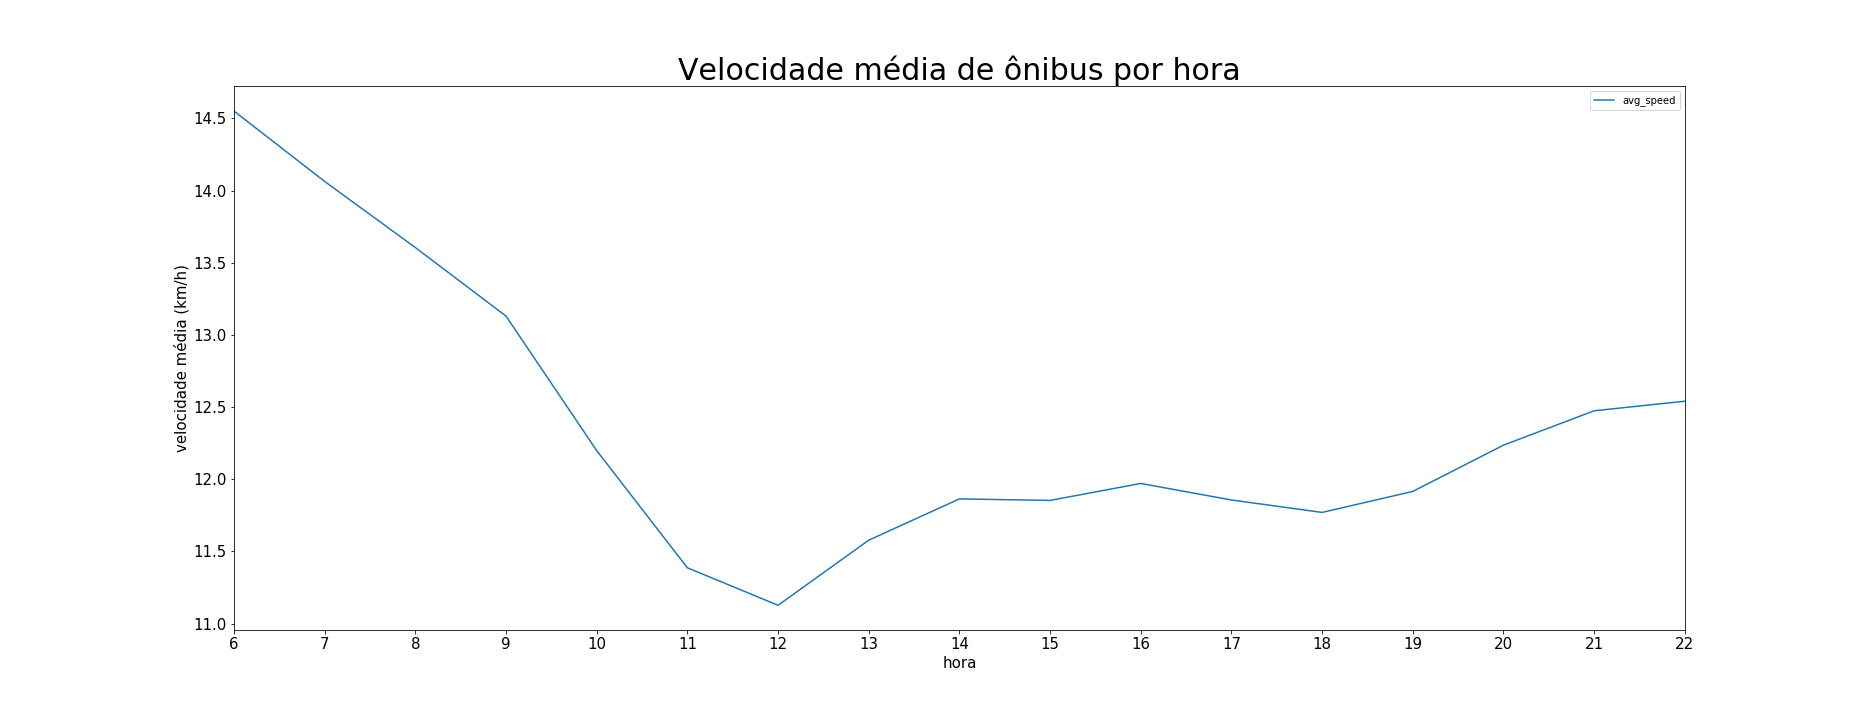 Velocidade média de ônibus por hora
avg_speed
velocidade média (km/h)
14.5
14.0
13.5
13.0
12.5
12.0
11.5
11.0
6 7 8 9 10 11 12 13 14 15 16 17 18 19 20 21 22
hora